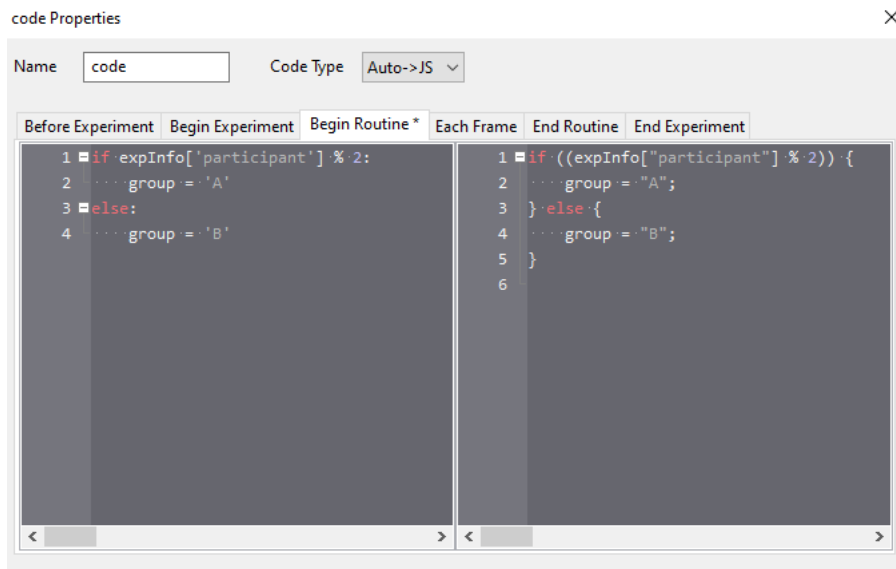 code Properties
Name code Code Type Auto->JS
Before Experiment Begin Experiment Begin Routine * Each Frame End Routine End Experiment
1 if expInfo['participant'] % 2:
2 group = 'A'
3 else:
4 group = 'B'
1 if ((expInfo["participant"] % 2)) {
2 group = "A";
3 } else {
4 group = "B";
5 }
6